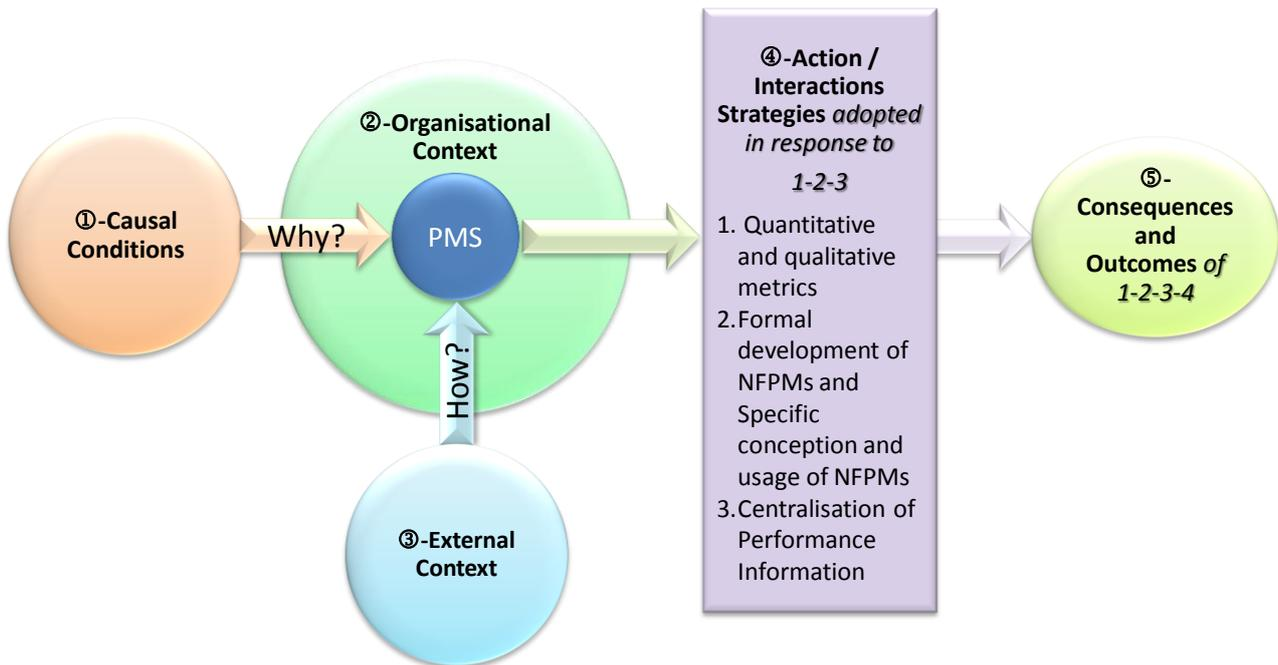 ①-Causal
Conditions
Why?
②-Organisational
Context
PMS
How?
③-External
Context
④-Action /
Interactions
Strategies adopted
in response to
1-2-3
1. Quantitative
and qualitative
metrics
2.Formal
development of
NFPMs and
Specific
conception and
usage of NFPMs
3.Centralisation of
Performance
Information
⑤-
Consequences
and
Outcomes of
1-2-3-4